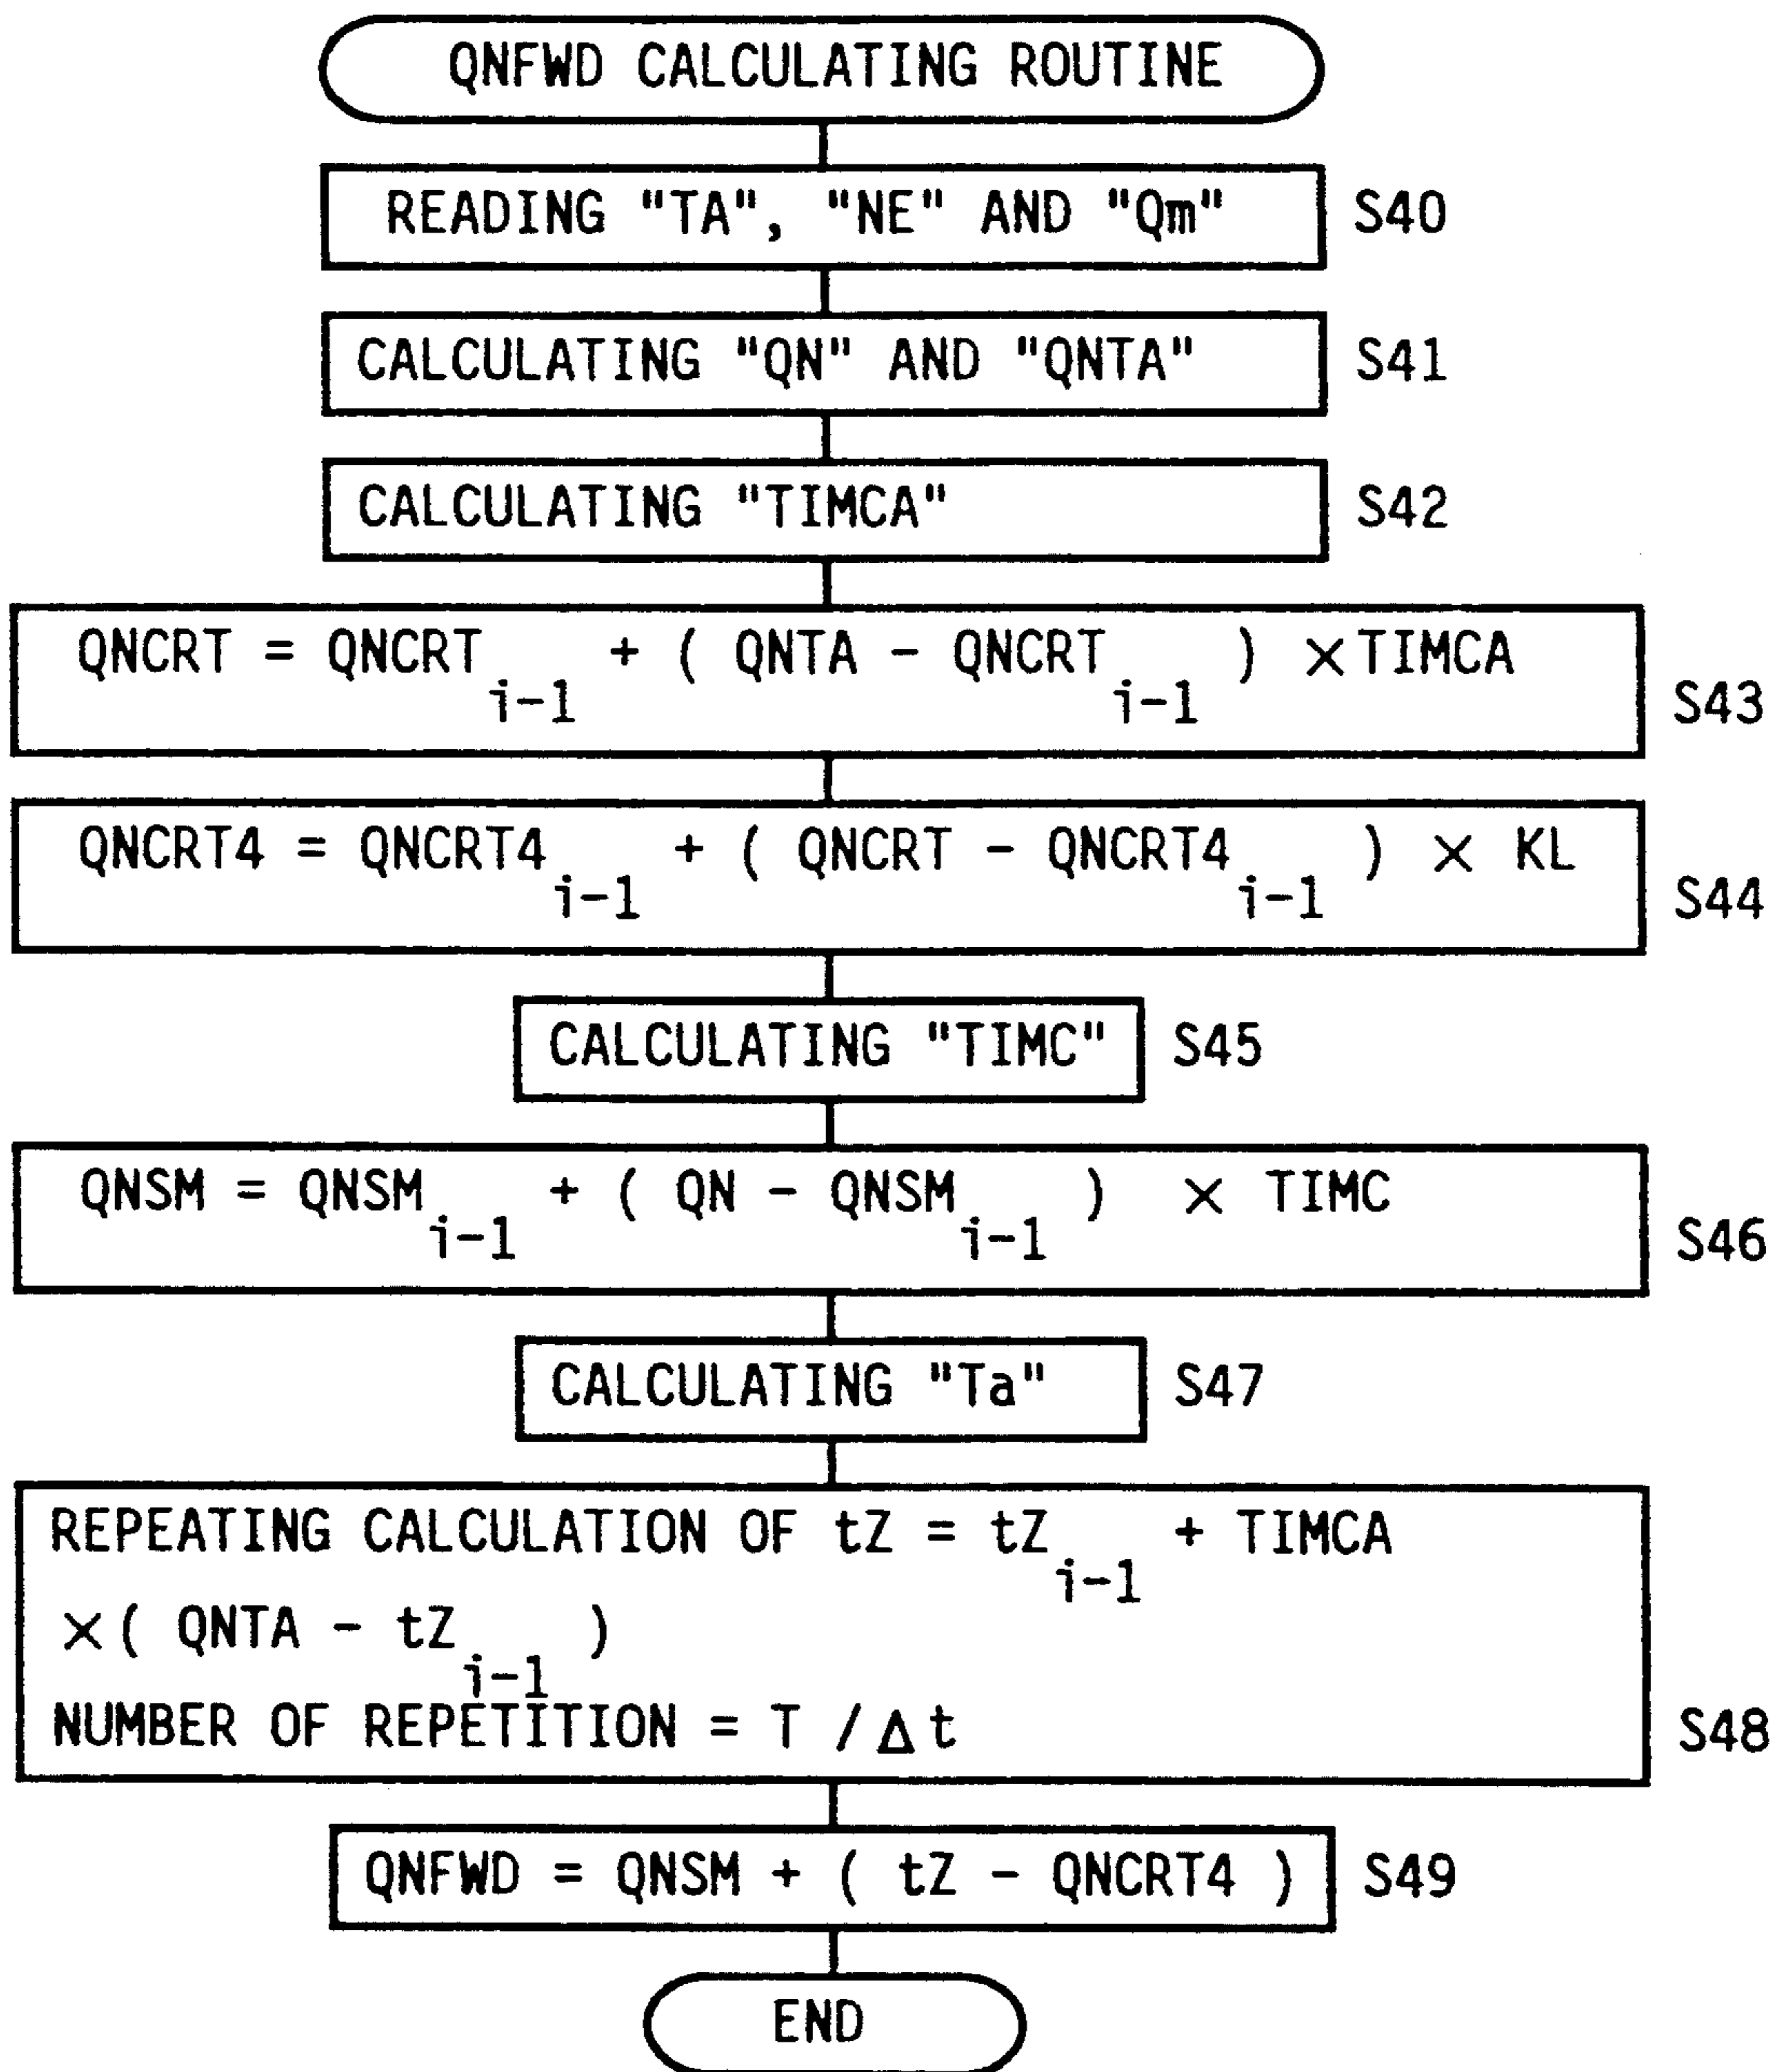 QNFWD CALCULATING ROUTINE
READING "TA", "NE" AND "Qm" S40
CALCULATING "QN" AND "QNTA" S41
CALCULATING "TIMCA" S42
QNCRT = QNCRT i-1 + ( QNTA - QNCRT i-1 ) ×TIMCA S43
QNCRT4 = QNCRT4 i-1 + ( QNCRT - QNCRT4 i-1 ) × KL S44
CALCULATING "TIMC" S45
QNSM = QNSM i-1 + ( QN - QNSM i-1 ) × TIMC S46
CALCULATING "Ta" S47
REPEATING CALCULATION OF tZ = tZ i-1 + TIMCA
×( QNTA - tZ i-1 )
NUMBER OF REPETITION = T /Δt S48
QNFWD = QNSM + ( tZ - QNCRT4 ) S49
END